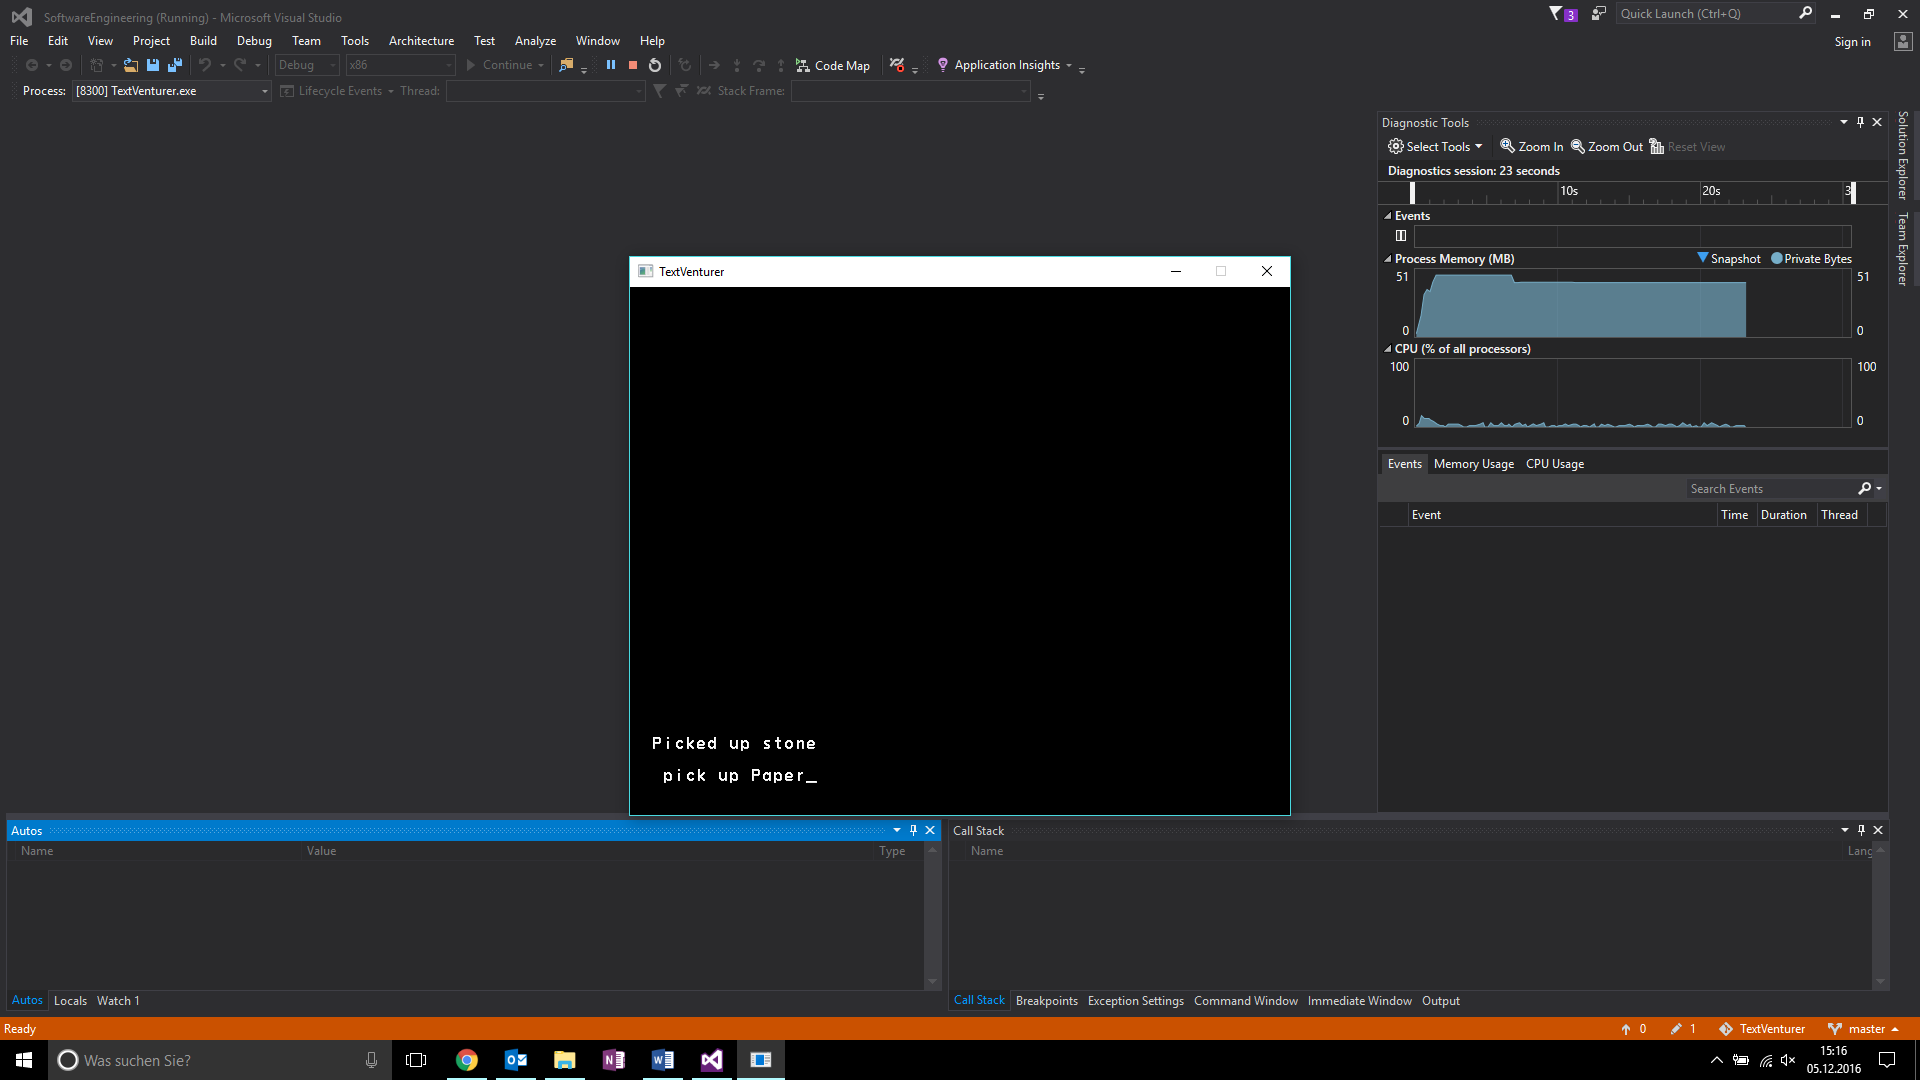 SoftwareEngineering (Running) - Microsoft Visual Studio
3
Quick Launch (Ctrl+Q)
File Edit View Project Build Debug Team Tools Architecture Test Analyze Window Help
Sign in
Debug x86 Continue Code Map Application Insights
Process: [8300] TextVenturer.exe Lifecycle Events Thread: Stack Frame:
Diagnostic Tools
Select Tools Zoom In Zoom Out Reset View
Diagnostics session: 23 seconds
10s 20s 3
Events
Process Memory (MB) Snapshot Private Bytes
51 51
0 0
CPU (% of all processors)
100 100
0 0
Events Memory Usage CPU Usage
Search Events
Event Time Duration Thread
Solution Explorer
Team Explorer
TextVenturer
Picked up stone
pick up Paper_
Autos
Name Value Type
Autos Locals Watch 1
Call Stack
Name Lang
Call Stack Breakpoints Exception Settings Command Window Immediate Window Output
Ready 0 1 TextVenturer master
Was suchen Sie?
15:16
05.12.2016